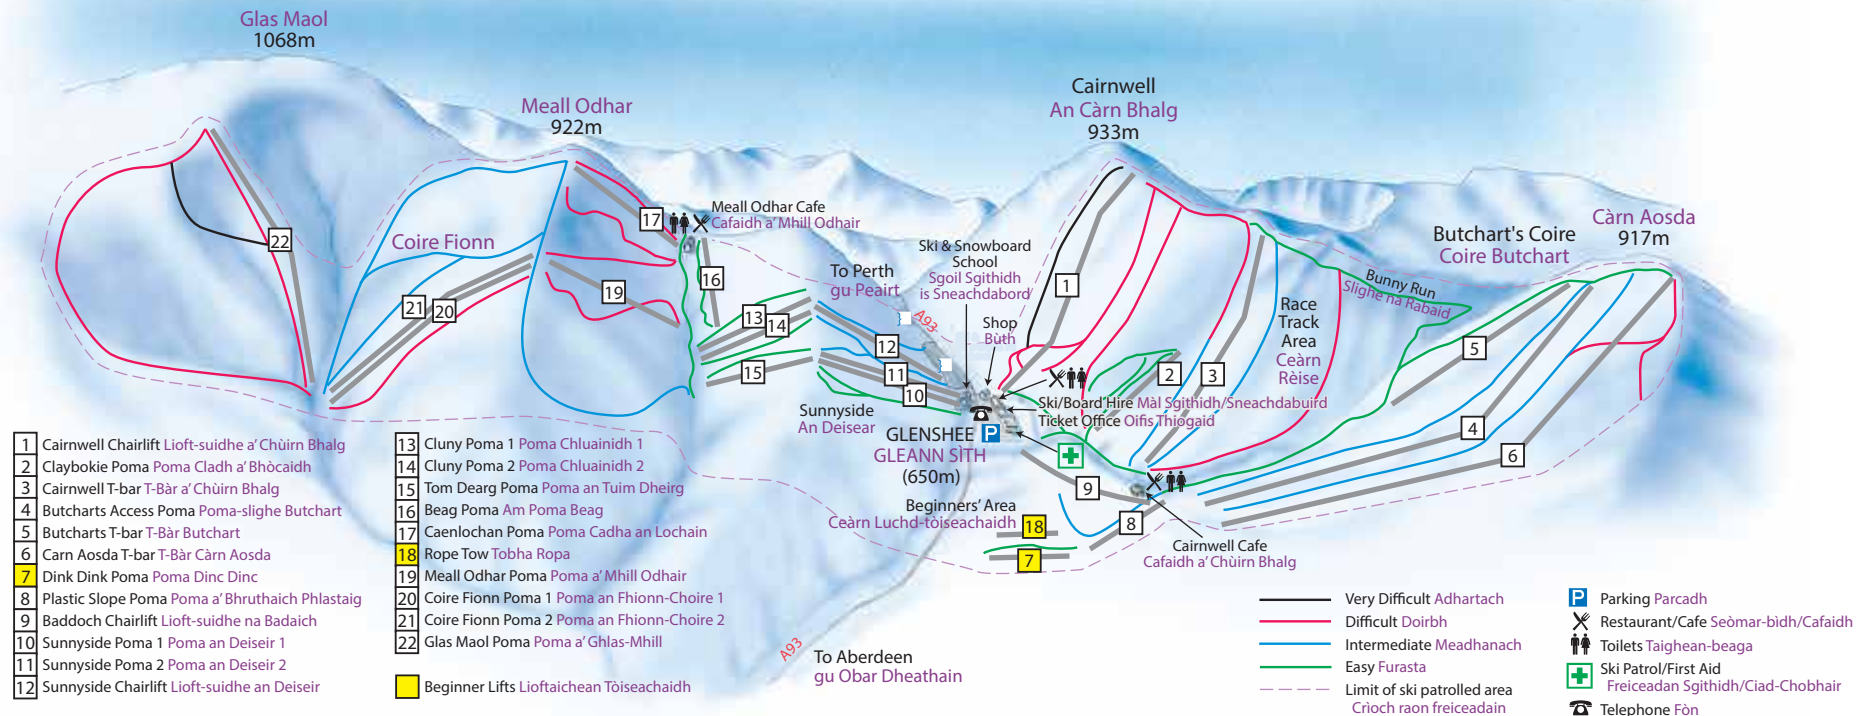 Glas Maol
1068m
Meall Odhar
922m
Cairnwell
An Càrn Bhalg
933m
Càrn Aosda
917m
Butchart's Coire
Coire Butchart
Coire Fionn
Meall Odhar Cafe
Cafaidh a' Mhill Odhair
To Perth
gu Peairt
A93
Ski & Snowboard
School
Sgoil Sgithidh
is Sneachdabord
Shop
Bùth
Bunny Run
Slighe na Rabaid
Race
Track
Area
Ceàrn
Rèise
22
21
20
19
17
16
13
14
15
12
11
10
1
2
3
5
4
6
9
8
18
7
Sunnyside
An Deisear
Ski/Board Hire Màl Sgithidh/Sneachdabuird
Ticket Office Oifis Thiogaid
GLENSHEE P
GLEANN SÌTH
(650m)
Beginners' Area
Ceàrn Luchd-tòiseachaidh
Cairnwell Cafe
Cafaidh a' Chùirn Bhalg
A93
To Aberdeen
gu Obar Dheathain
1 Cairnwell Chairlift Lioft-suidhe a' Chùirn Bhalg
2 Claybokie Poma Poma Cladh a' Bhòcaidh
3 Cairnwell T-bar T-Bàr a' Chùirn Bhalg
4 Butcharts Access Poma Poma-slighe Butchart
5 Butcharts T-bar T-Bàr Butchart
6 Carn Aosda T-bar T-Bàr Càrn Aosda
7 Dink Dink Poma Poma Dinc Dinc
8 Plastic Slope Poma Poma a' Bhruthaich Phlastaig
9 Baddoch Chairlift Lioft-suidhe na Badaich
10 Sunnyside Poma 1 Poma an Deiseir 1
11 Sunnyside Poma 2 Poma an Deiseir 2
12 Sunnyside Chairlift Lioft-suidhe an Deiseir
13 Cluny Poma 1 Poma Chluainidh 1
14 Cluny Poma 2 Poma Chluainidh 2
15 Tom Dearg Poma Poma an Tuim Dheirg
16 Beag Poma Am Poma Beag
17 Caenlochan Poma Poma Cadha an Lochain
18 Rope Tow Tobha Ropa
19 Meall Odhar Poma Poma a' Mhill Odhair
20 Coire Fionn Poma 1 Poma an Fhionn-Choire 1
21 Coire Fionn Poma 2 Poma an Fhionn-Choire 2
22 Glas Maol Poma Poma a' Ghlas-Mhill
Beginner Lifts Lioftaichean Tòiseachaidh
Very Difficult Adhartach
Difficult Doirbh
Intermediate Meadhanach
Easy Furasta
Limit of ski patrolled area
Crìoch raon freiceadain
P Parking Parcadh
Restaurant/Cafe Seòmar-bìdh/Cafaidh
Toilets Taighean-beaga
Ski Patrol/First Aid
Freiceadan Sgithidh/Ciad-Chobhair
Telephone Fòn